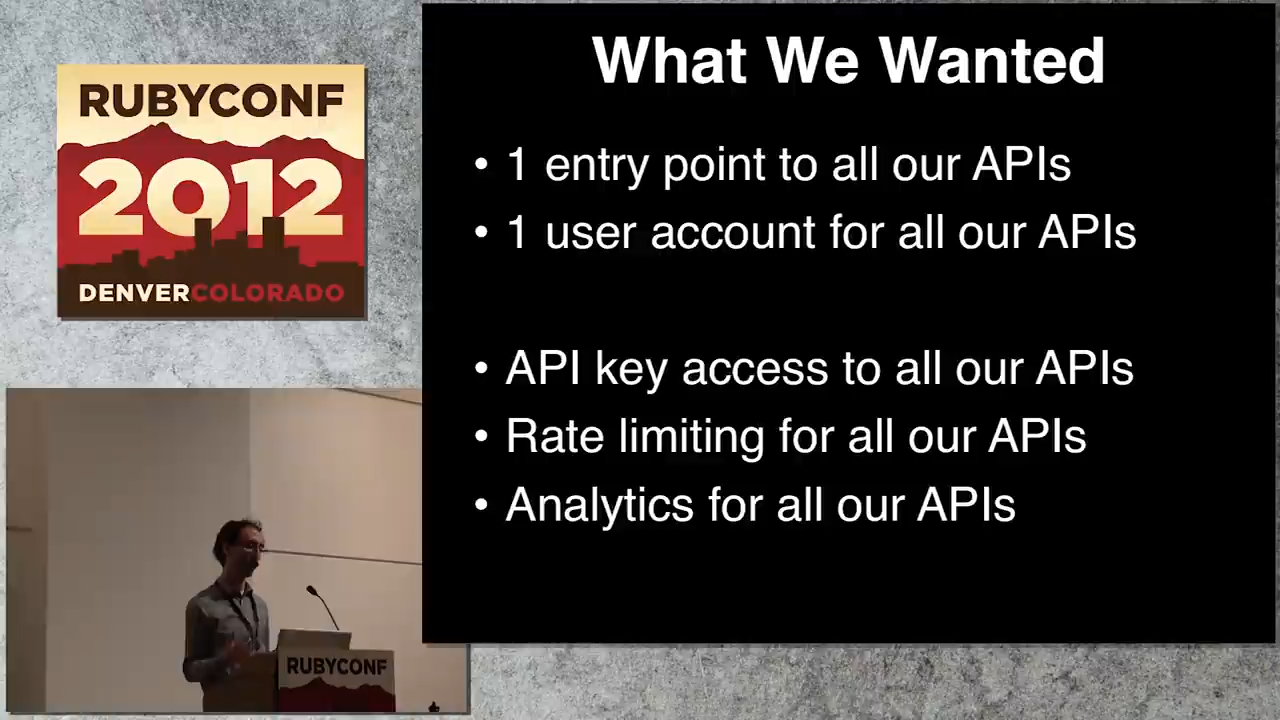 RUBYCONF
2012
DENVERCOLORADO
What We Wanted
• 1 entry point to all our APIs
• 1 user account for all our APIs
• API key access to all our APIs
• Rate limiting for all our APIs
• Analytics for all our APIs
RUBYCONF